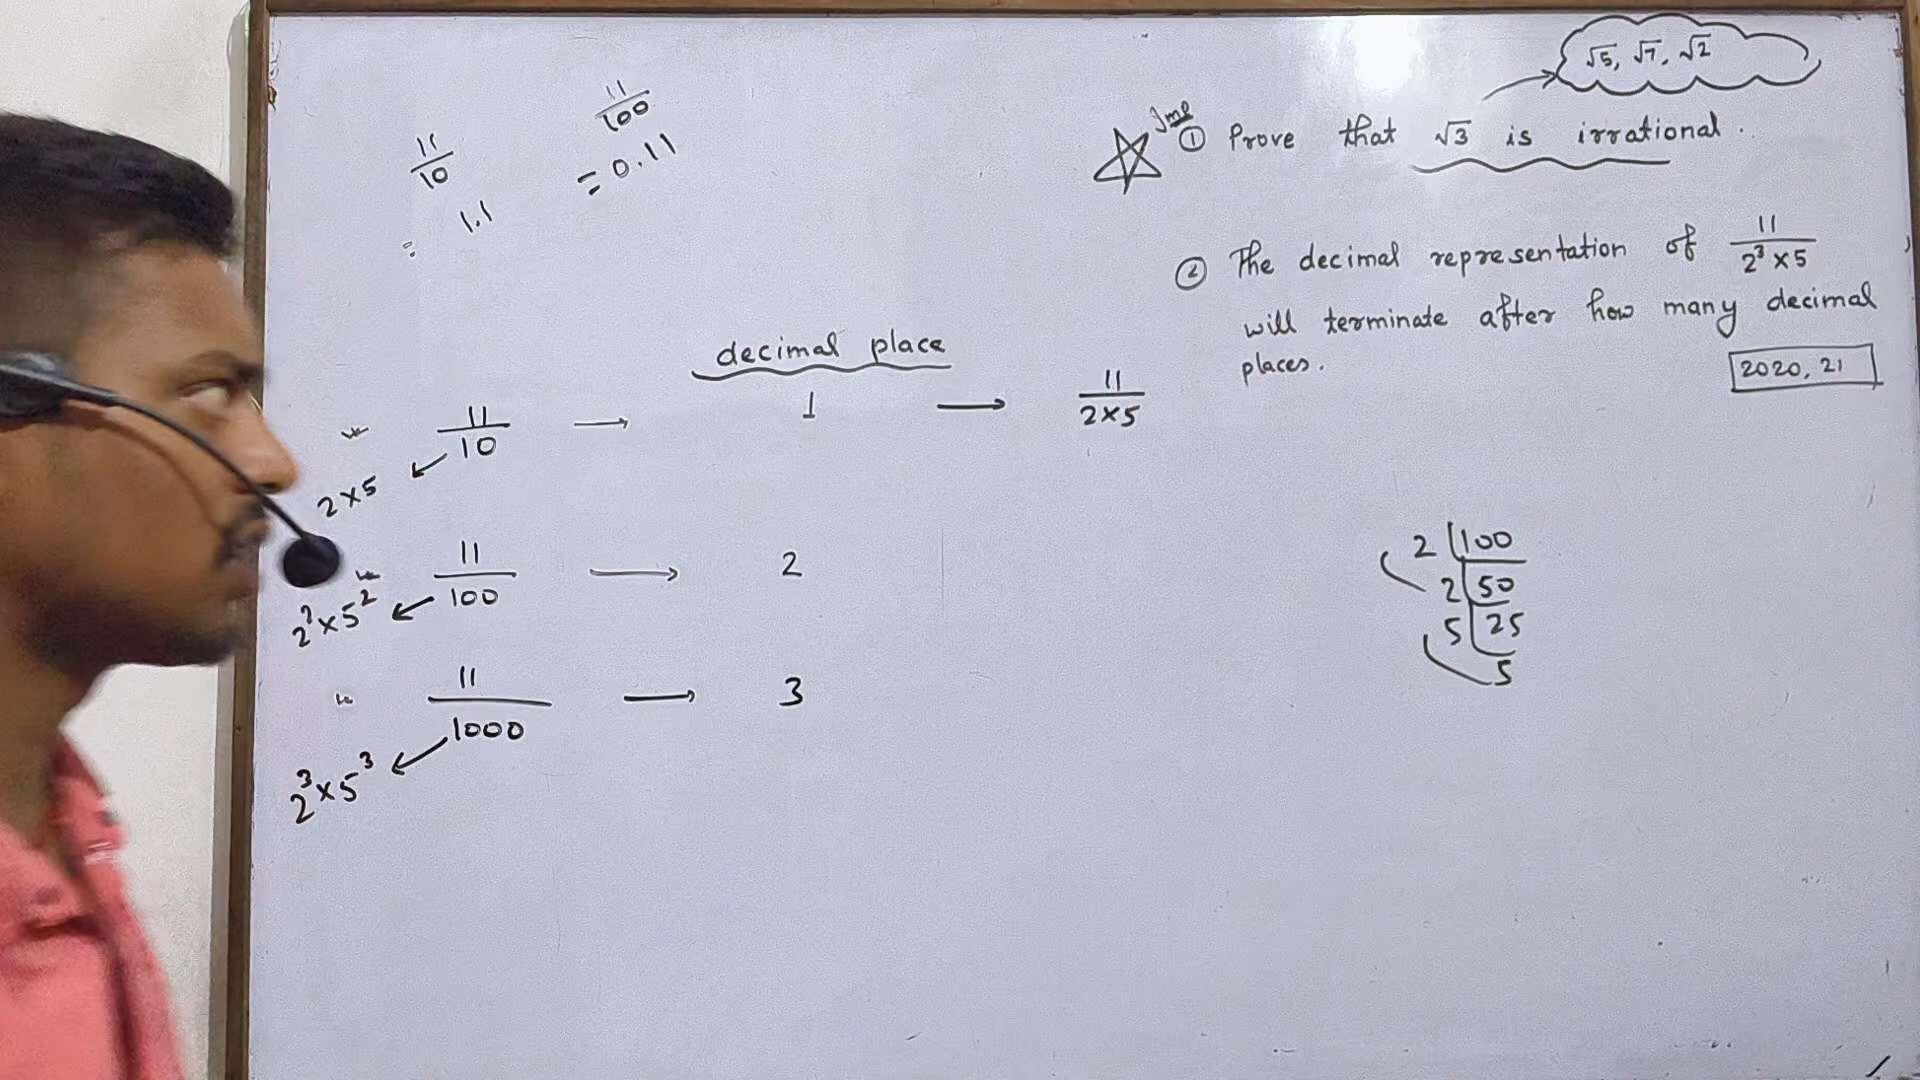 √5, √7, √2
Imp
① Prove that √3 is irrational.
② The decimal representation of 11/2³×5
will terminate after how many decimal
places.
2020, 21
11/10
= 1.1
11/100
= 0.11
decimal place
11/10 → 1 → 11/2×5
2×5
11/100 → 2
2²×5²
11/1000 → 3
2³×5³
2 100
2 50
5 25
5